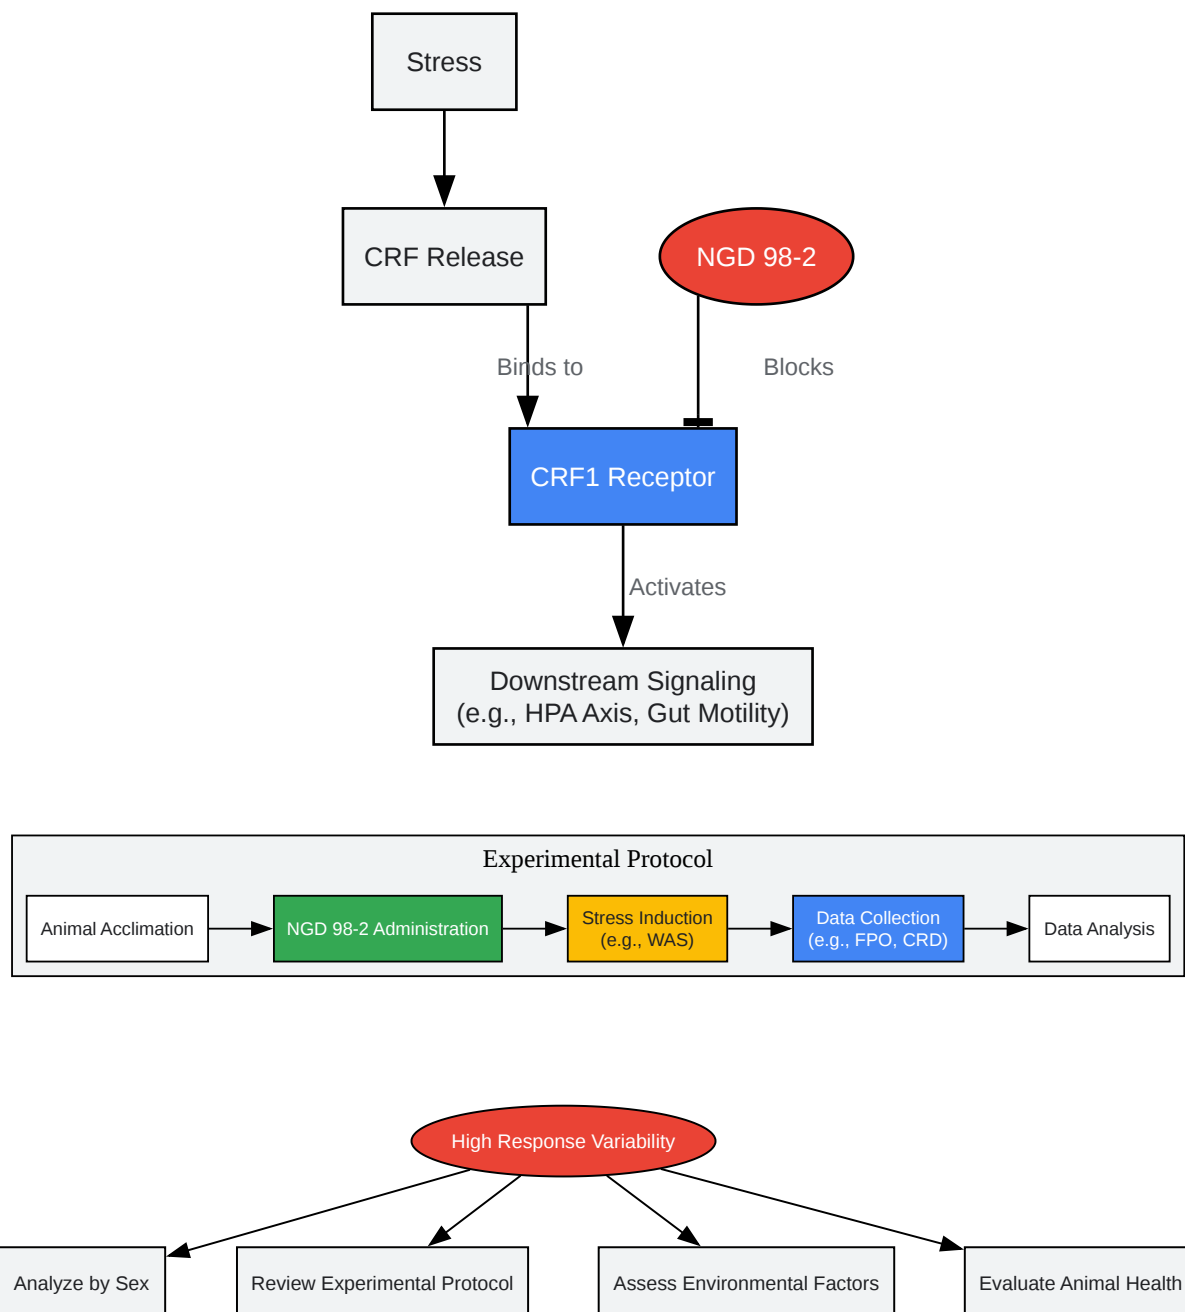 Stress
CRF Release
NGD 98-2
Binds to
Blocks
CRF1 Receptor
Activates
Downstream Signaling
(e.g., HPA Axis, Gut Motility)
Experimental Protocol
Animal Acclimation
NGD 98-2 Administration
Stress Induction
(e.g., WAS)
Data Collection
(e.g., FPO, CRD)
Data Analysis
High Response Variability
Analyze by Sex
Review Experimental Protocol
Assess Environmental Factors
Evaluate Animal Health